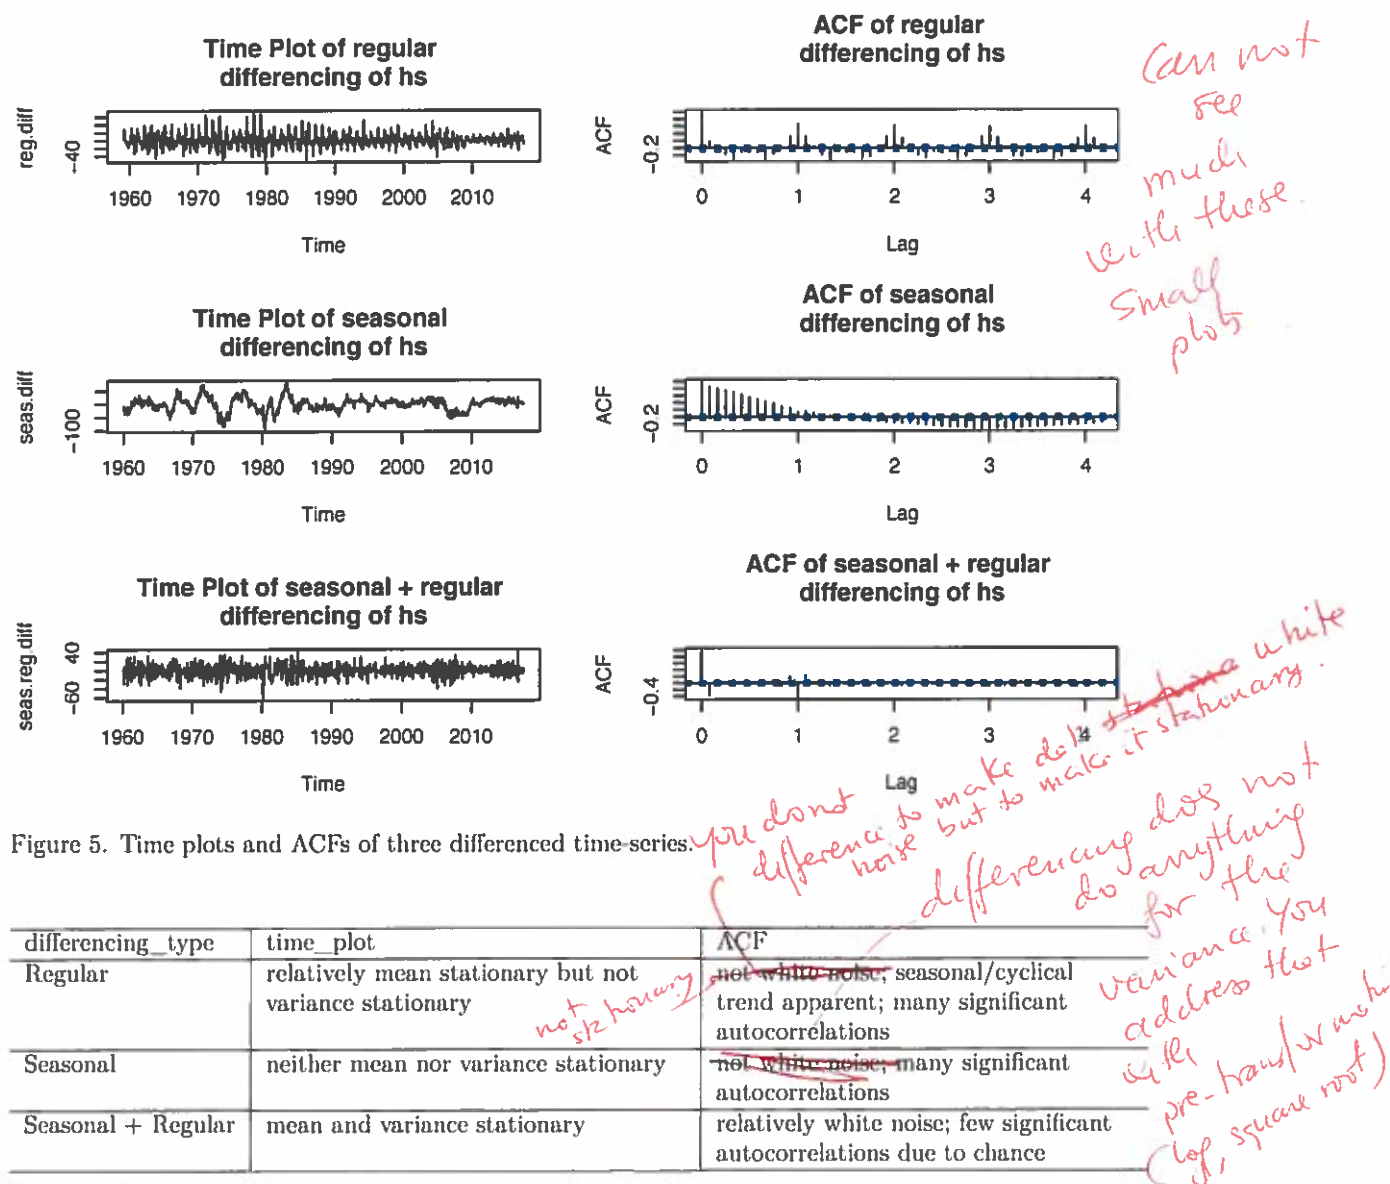 Time Plot of regular
differencing of hs
reg.diff
-40
1960 1970 1980 1990 2000 2010
Time
ACF of regular
differencing of hs
ACF
-0.2
0 1 2 3 4
Lag
Can not
see
much
with these
small
plots
Time Plot of seasonal
differencing of hs
seas.diff
-100
1960 1970 1980 1990 2000 2010
Time
ACF of seasonal
differencing of hs
ACF
-0.2
0 1 2 3 4
Lag
Time Plot of seasonal + regular
differencing of hs
seas.reg.diff
-60 40
1960 1970 1980 1990 2000 2010
Time
ACF of seasonal + regular
differencing of hs
ACF
-0.4
0 1 2 3 4
Lag
you do not
difference to make data white
noise but to make it stationary.
Figure 5. Time plots and ACFs of three differenced time-series.
differencing does not
do anything
for the
variance. You
address that
with
pre-transformation
(log, square root)
differencing_type time_plot ACF
Regular relatively mean stationary but not not white noise; seasonal/cyclical
variance stationary trend apparent; many significant
autocorrelations
not
stationary
Seasonal neither mean nor variance stationary not white noise; many significant
autocorrelations
Seasonal + Regular mean and variance stationary relatively white noise; few significant
autocorrelations due to chance